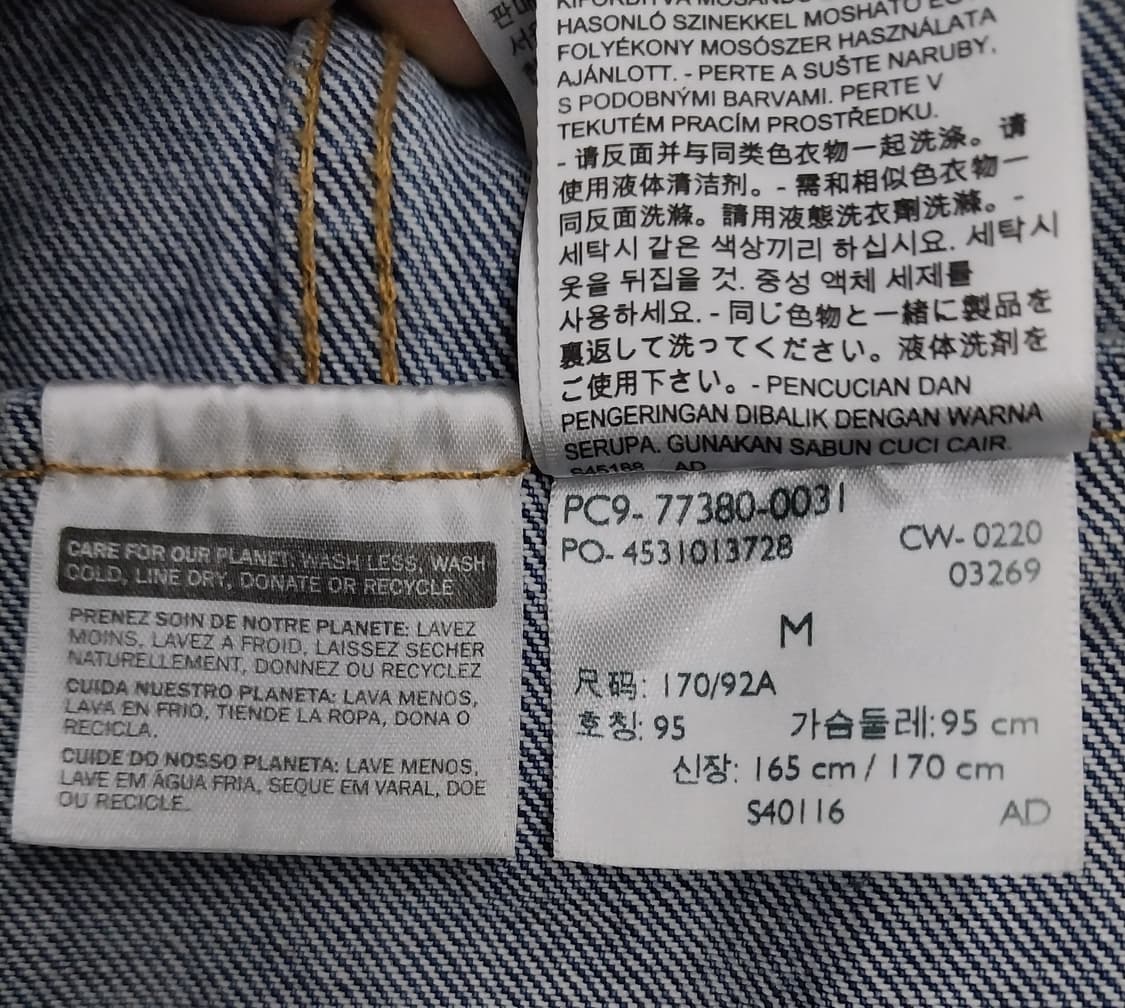 HASONLÓ SZINEKKEL MOSHATÓ
FOLYÉKONY MOSÓSZER HASZNÁLATA
AJÁNLOTT. - PERTE A SUŠTE NARUBY,
S PODOBNÝMI BARVAMI. PERTE V
TEKUTÉM PRACÍM PROSTŘEDKU.
- 请反面并与同类色衣物一起洗涤。请
使用液体清洁剂。- 需和相似色衣物一
同反面洗滌。請用液態洗衣劑洗滌。-
세탁시 같은 색상끼리 하십시요. 세탁시
옷을 뒤집을 것. 중성 액체 세제를
사용하세요. - 同じ色物と一緒に製品を
裏返して洗ってください。液体洗剤を
ご使用下さい。- PENCUCIAN DAN
PENGERINGAN DIBALIK DENGAN WARNA
SERUPA. GUNAKAN SABUN CUCI CAIR.
S45188 AD
CARE FOR OUR PLANET: WASH LESS, WASH
COLD, LINE DRY, DONATE OR RECYCLE
PRENEZ SOIN DE NOTRE PLANETE: LAVEZ
MOINS, LAVEZ A FROID, LAISSEZ SECHER
NATURELLEMENT, DONNEZ OU RECYCLEZ
CUIDA NUESTRO PLANETA: LAVA MENOS,
LAVA EN FRIO, TIENDE LA ROPA, DONA O
RECICLA.
CUIDE DO NOSSO PLANETA: LAVE MENOS,
LAVE EM ÁGUA FRIA, SEQUE EM VARAL, DOE
OU RECICLE.
PC9- 77380-0031
PO- 4531013728
CW- 0220
03269
M
尺码: 170/92A
호칭: 95 가슴둘레: 95 cm
신장: 165 cm / 170 cm
S40116 AD